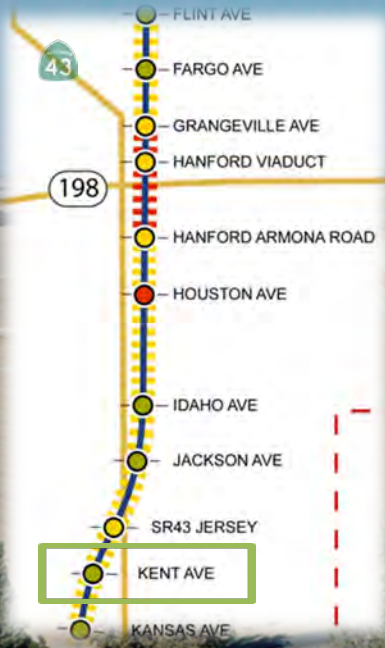 FLINT AVE
43
FARGO AVE
GRANGEVILLE AVE
HANFORD VIADUCT
198
HANFORD ARMONA ROAD
HOUSTON AVE
IDAHO AVE
JACKSON AVE
SR43 JERSEY
KENT AVE
KANSAS AVE